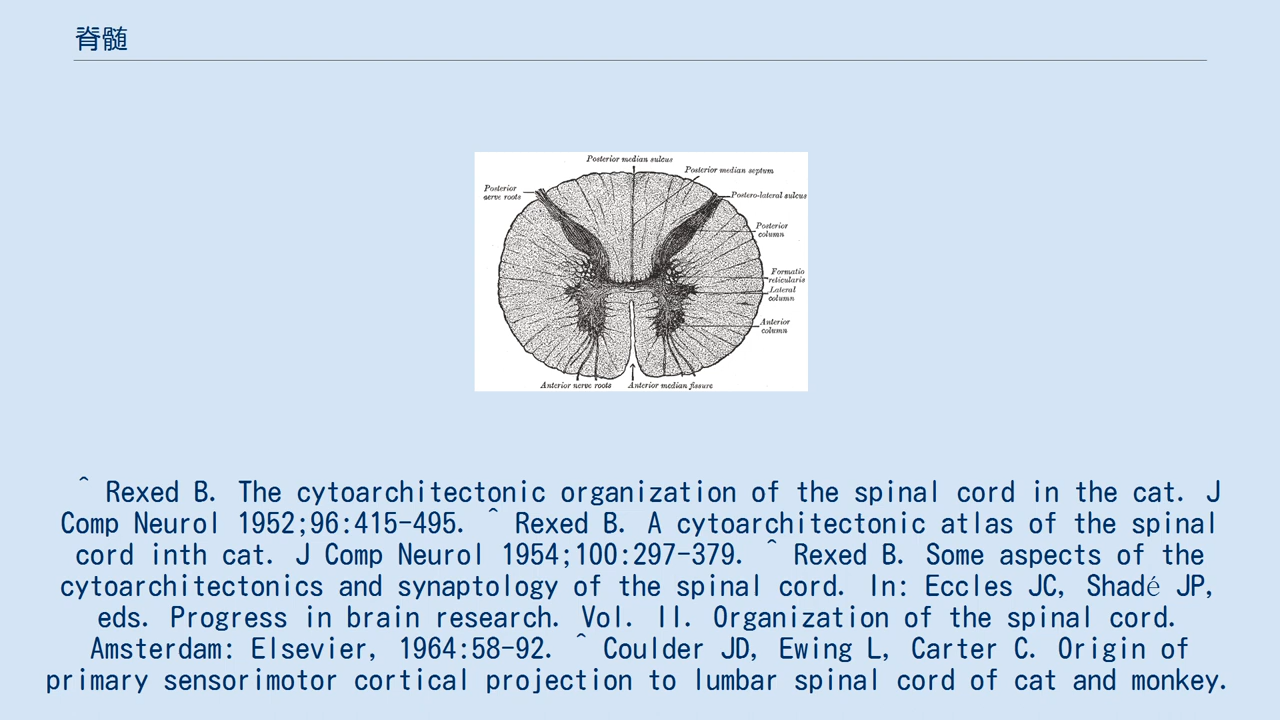 脊髄
Posterior median sulcus
Posterior median septum
Posterior
nerve roots
Postero-lateral sulcus
Posterior
column
Formatio
reticularis
Lateral
column
Anterior
column
Anterior nerve roots
Anterior median fissure
^ Rexed B. The cytoarchitectonic organization of the spinal cord in the cat. J
Comp Neurol 1952;96:415-495. ^ Rexed B. A cytoarchitectonic atlas of the spinal
cord inth cat. J Comp Neurol 1954;100:297-379. ^ Rexed B. Some aspects of the
cytoarchitectonics and synaptology of the spinal cord. In: Eccles JC, Shadé JP,
eds. Progress in brain research. Vol. II. Organization of the spinal cord.
Amsterdam: Elsevier, 1964:58-92. ^ Coulder JD, Ewing L, Carter C. Origin of
primary sensorimotor cortical projection to lumbar spinal cord of cat and monkey.